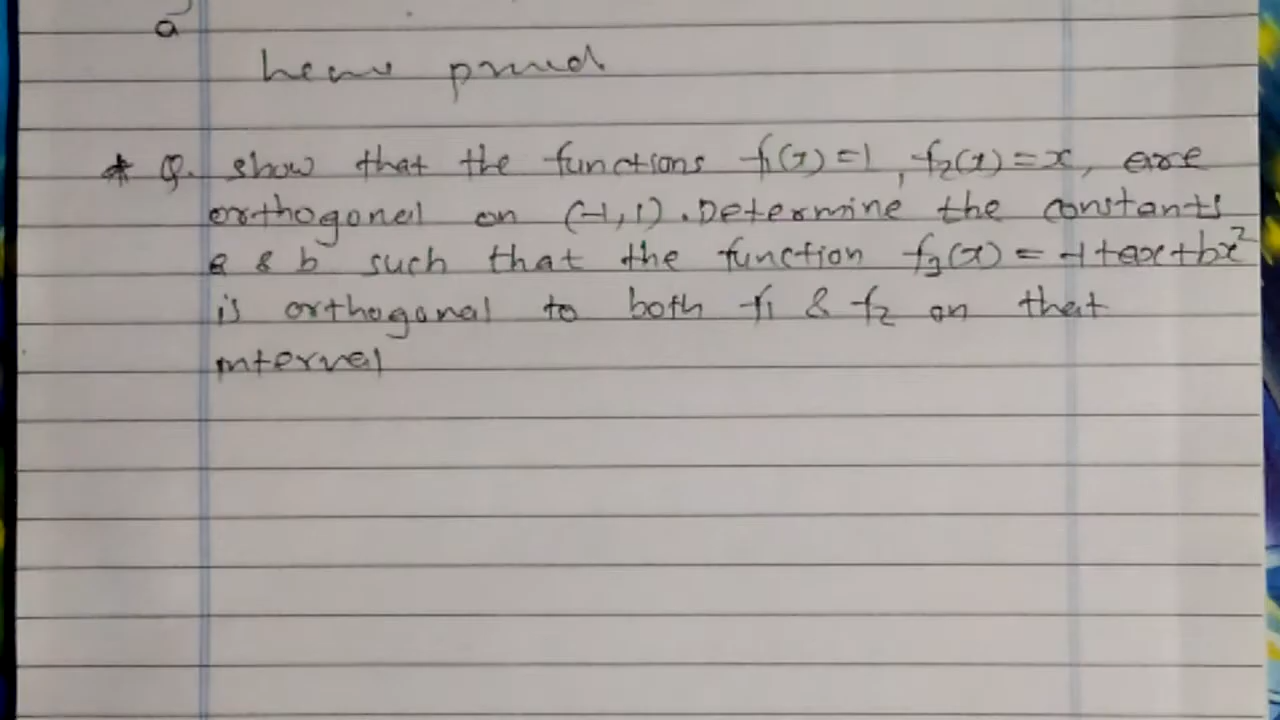 a
hence proved.
* Q. show that the functions f1(x)=1, f2(x)=x, are
orthogonal on (-1,1). Determine the constants
a & b such that the function f3(x) = -1+ax+bx²
is orthogonal to both f1 & f2 on that
interval